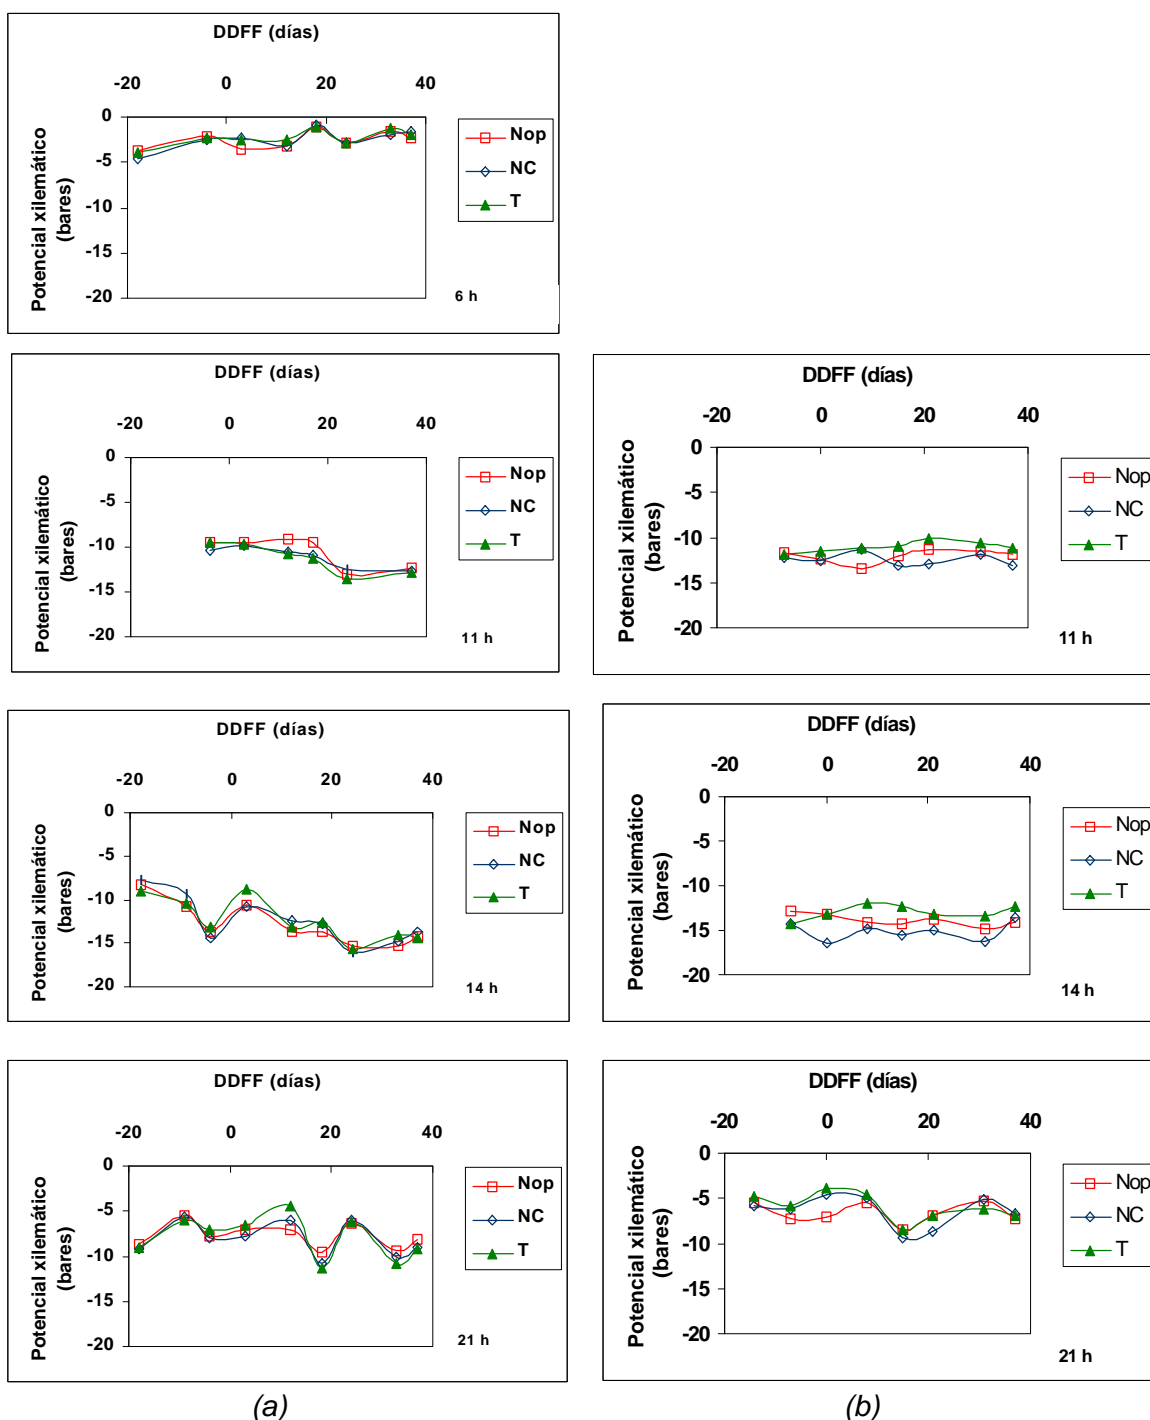 DDFF (días)
-20 0 20 40
0
-5
-10
-15
-20
Potencial xilemático
(bares)
Nop
NC
T
6 h
DDFF (días)
-20 0 20 40
0
-5
-10
-15
-20
Potencial xilemático
(bares)
Nop
NC
T
11 h
DDFF (días)
-20 0 20 40
0
-5
-10
-15
-20
Potencial xilemático
(bares)
Nop
NC
T
11 h
DDFF (días)
-20 0 20 40
0
-5
-10
-15
-20
Potencial xilemático
(bares)
Nop
NC
T
14 h
DDFF (días)
-20 0 20 40
0
-5
-10
-15
-20
Potencial xilemático
(bares)
Nop
NC
T
14 h
DDFF (días)
-20 0 20 40
0
-5
-10
-15
-20
Potencial xilemático
(bares)
Nop
NC
T
21 h
DDFF (días)
-20 0 20 40
0
-5
-10
-15
-20
Potencial xilemático
(bares)
Nop
NC
T
21 h
(a)
(b)